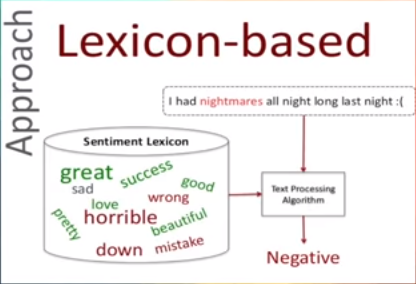 Approach
Lexicon-based
I had nightmares all night long last night :(
Sentiment Lexicon
great
success
sad
good
love
wrong
pretty
horrible
beautiful
down
mistake
Text Processing
Algorithm
Negative